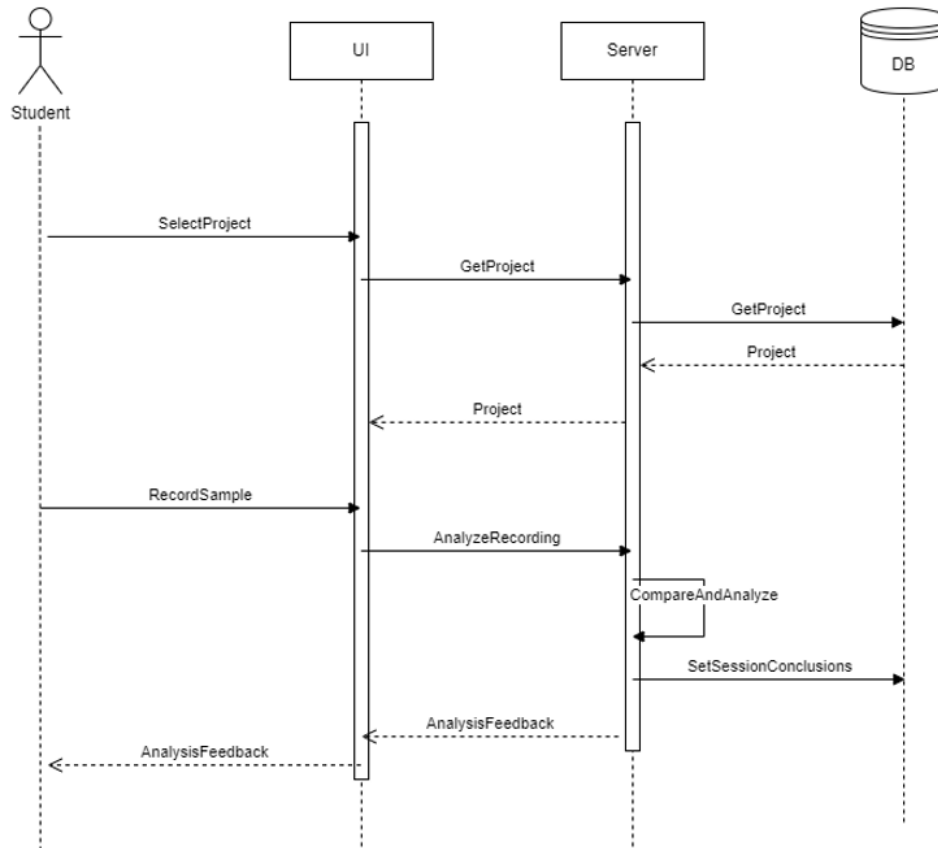 UI
Server
DB
Student
SelectProject
GetProject
GetProject
Project
Project
RecordSample
AnalyzeRecording
CompareAndAnalyze
SetSessionConclusions
AnalysisFeedback
AnalysisFeedback